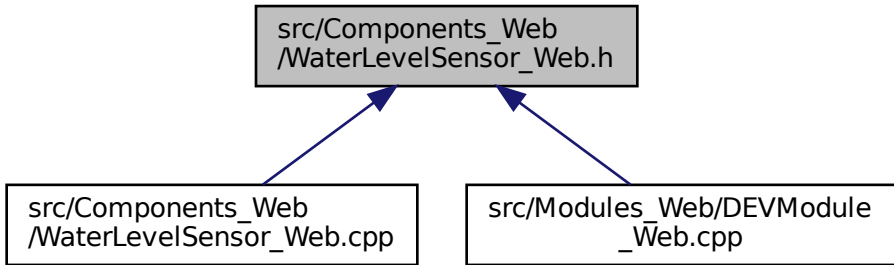 src/Components_Web
/WaterLevelSensor_Web.h
src/Components_Web
/WaterLevelSensor_Web.cpp
src/Modules_Web/DEVModule
_Web.cpp